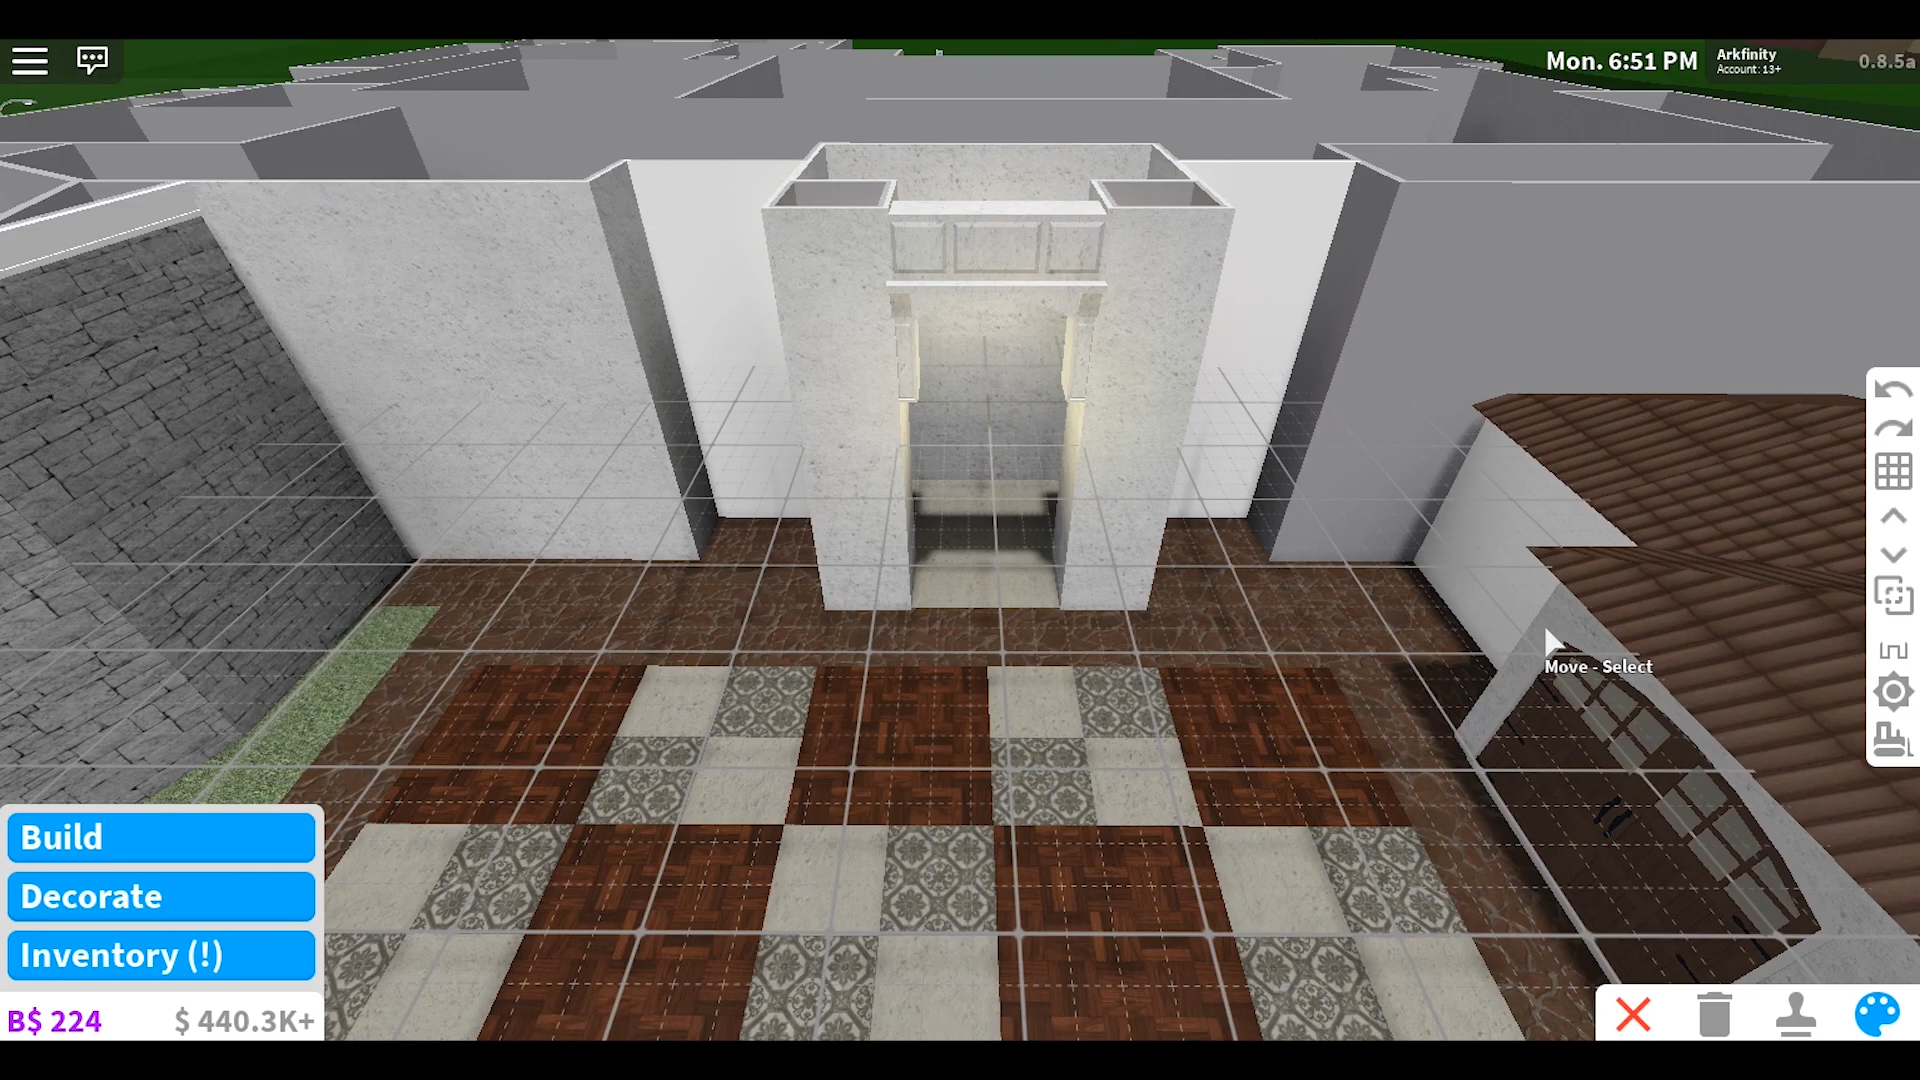 Mon. 6:51 PM
Arkfinity
Account: 13+
0.8.5a
Move - Select
Build
Decorate
Inventory (!)
B$ 224
$ 440.3K+